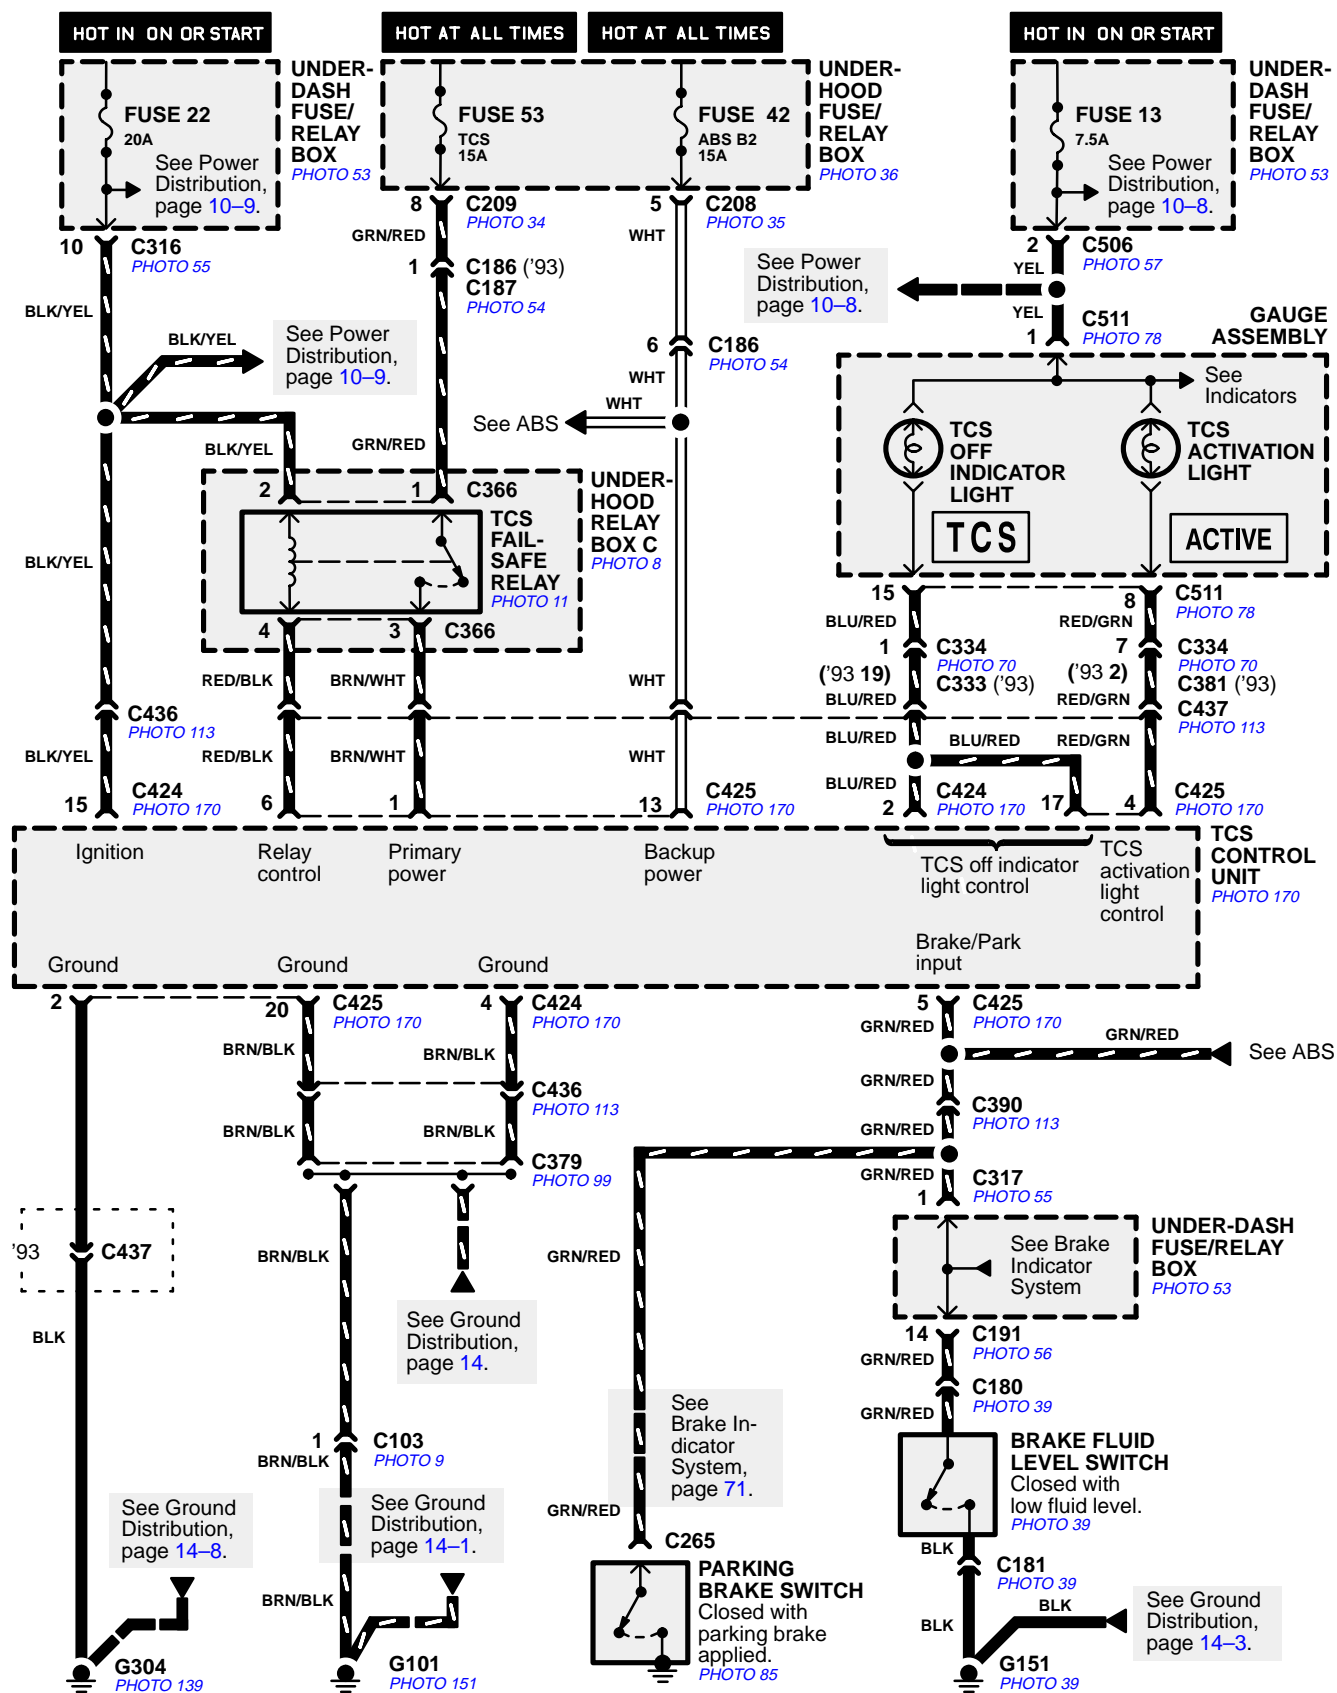 HOT IN ON OR START
HOT AT ALL TIMES
HOT AT ALL TIMES
HOT IN ON OR START
FUSE 22
20A
See Power
Distribution,
page 10–9.
UNDER-
DASH
FUSE/
RELAY
BOX
PHOTO 53
FUSE 53
TCS
15A
FUSE 42
ABS B2
15A
UNDER-
HOOD
FUSE/
RELAY
BOX
PHOTO 36
FUSE 13
7.5A
See Power
Distribution,
page 10–8.
UNDER-
DASH
FUSE/
RELAY
BOX
PHOTO 53
10
C316
PHOTO 55
8
C209
PHOTO 34
GRN/RED
5
C208
PHOTO 35
WHT
2
C506
PHOTO 57
YEL
1
C186 ('93)
C187
PHOTO 54
See Power
Distribution,
page 10–8.
YEL
1
C511
PHOTO 78
GAUGE
ASSEMBLY
BLK/YEL
BLK/YEL
See Power
Distribution,
page 10–9.
6
C186
PHOTO 54
WHT
WHT
See ABS
See
Indicators
TCS
OFF
INDICATOR
LIGHT
TCS
TCS
ACTIVATION
LIGHT
ACTIVE
BLK/YEL
GRN/RED
2
1
C366
TCS
FAIL-
SAFE
RELAY
PHOTO 11
UNDER-
HOOD
RELAY
BOX C
PHOTO 8
BLK/YEL
4
3
C366
15
BLU/RED
8
RED/GRN
C511
PHOTO 78
1
('93 19)
C334
PHOTO 70
C333 ('93)
7
('93 2)
C334
PHOTO 70
C381 ('93)
RED/BLK
BRN/WHT
WHT
BLU/RED
RED/GRN
C436
PHOTO 113
C437
PHOTO 113
BLK/YEL
RED/BLK
BRN/WHT
WHT
BLU/RED
BLU/RED
RED/GRN
BLU/RED
15
C424
PHOTO 170
6
1
13
C425
PHOTO 170
2
C424
PHOTO 170
17
4
C425
PHOTO 170
Ignition
Relay
control
Primary
power
Backup
power
TCS off indicator
light control
TCS
activation
light
control
TCS
CONTROL
UNIT
PHOTO 170
Ground
Ground
Ground
Brake/Park
input
2
20
C425
PHOTO 170
4
C424
PHOTO 170
5
C425
PHOTO 170
GRN/RED
GRN/RED
See ABS
BRN/BLK
BRN/BLK
GRN/RED
C436
PHOTO 113
C390
PHOTO 113
BRN/BLK
BRN/BLK
GRN/RED
C379
PHOTO 99
GRN/RED
1
C317
PHOTO 55
'93
C437
BRN/BLK
GRN/RED
See Brake
Indicator
System
UNDER-DASH
FUSE/RELAY
BOX
PHOTO 53
BLK
See Ground
Distribution,
page 14.
14
C191
PHOTO 56
GRN/RED
C180
PHOTO 39
GRN/RED
See
Brake In-
dicator
System,
page 71.
1
C103
PHOTO 9
BRN/BLK
BRAKE FLUID
LEVEL SWITCH
Closed with
low fluid level.
PHOTO 39
See Ground
Distribution,
page 14–8.
See Ground
Distribution,
page 14–1.
GRN/RED
C265
BLK
C181
PHOTO 39
PARKING
BRAKE SWITCH
Closed with
parking brake
applied.
PHOTO 85
BRN/BLK
BLK
BLK
See Ground
Distribution,
page 14–3.
G304
PHOTO 139
G101
PHOTO 151
G151
PHOTO 39